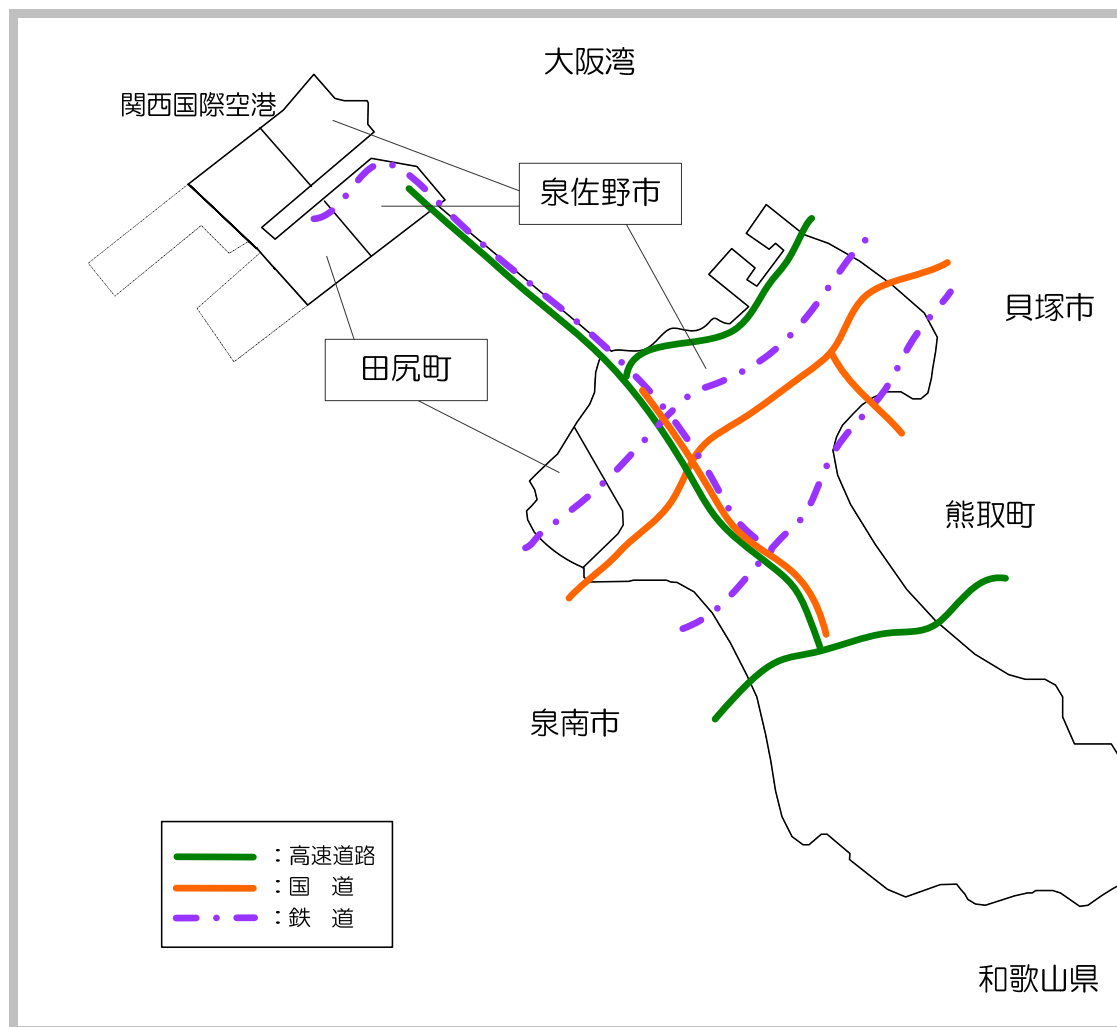 大阪湾
関西国際空港
泉佐野市
貝塚市
田尻町
熊取町
泉南市
：高速道路
：国　道
：鉄　道
和歌山県